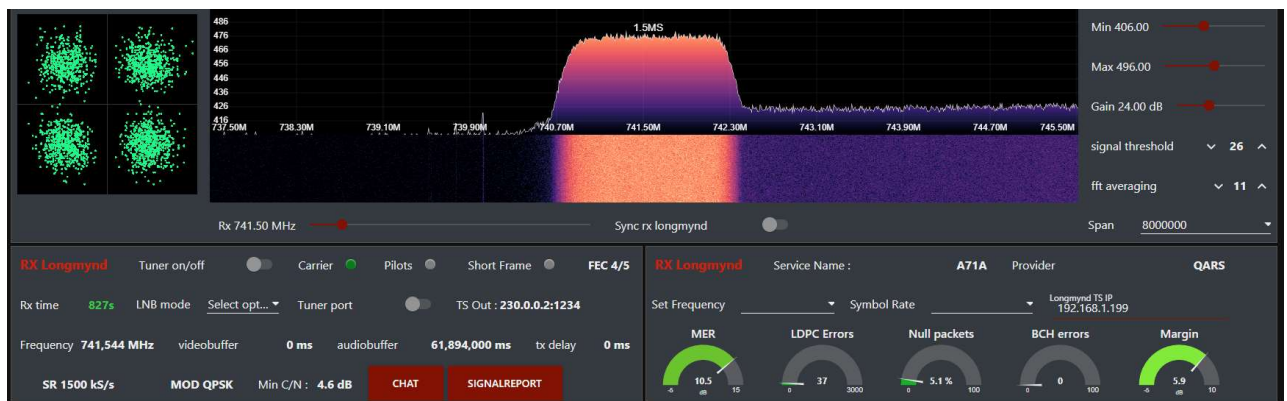 486
476
466
456
446
436
426
416
1.5MS
737.50M 738.30M 739.10M 739.90M 740.70M 741.50M 742.30M 743.10M 743.90M 744.70M 745.50M
Min 406.00
Max 496.00
Gain 24.00 dB
signal threshold 26
fft averaging 11
Rx 741.50 MHz Sync rx longmynd Span 8000000
RX Longmynd Tuner on/off Carrier Pilots Short Frame FEC 4/5
Rx time 827s LNB mode Select opt... Tuner port TS Out : 230.0.0.2:1234
Frequency 741,544 MHz videobuffer 0 ms audiobuffer 61,894,000 ms tx delay 0 ms
SR 1500 kS/s MOD QPSK Min C/N : 4.6 dB CHAT SIGNALREPORT
RX Longmynd Service Name : A71A Provider QARS
Set Frequency Symbol Rate Longmynd TS IP
192.168.1.199
MER LDPC Errors Null packets BCH errors Margin
10.5 37 5.1 % 0 5.9
-6 dB 15 0 3000 0 100 0 100 -6 dB 10